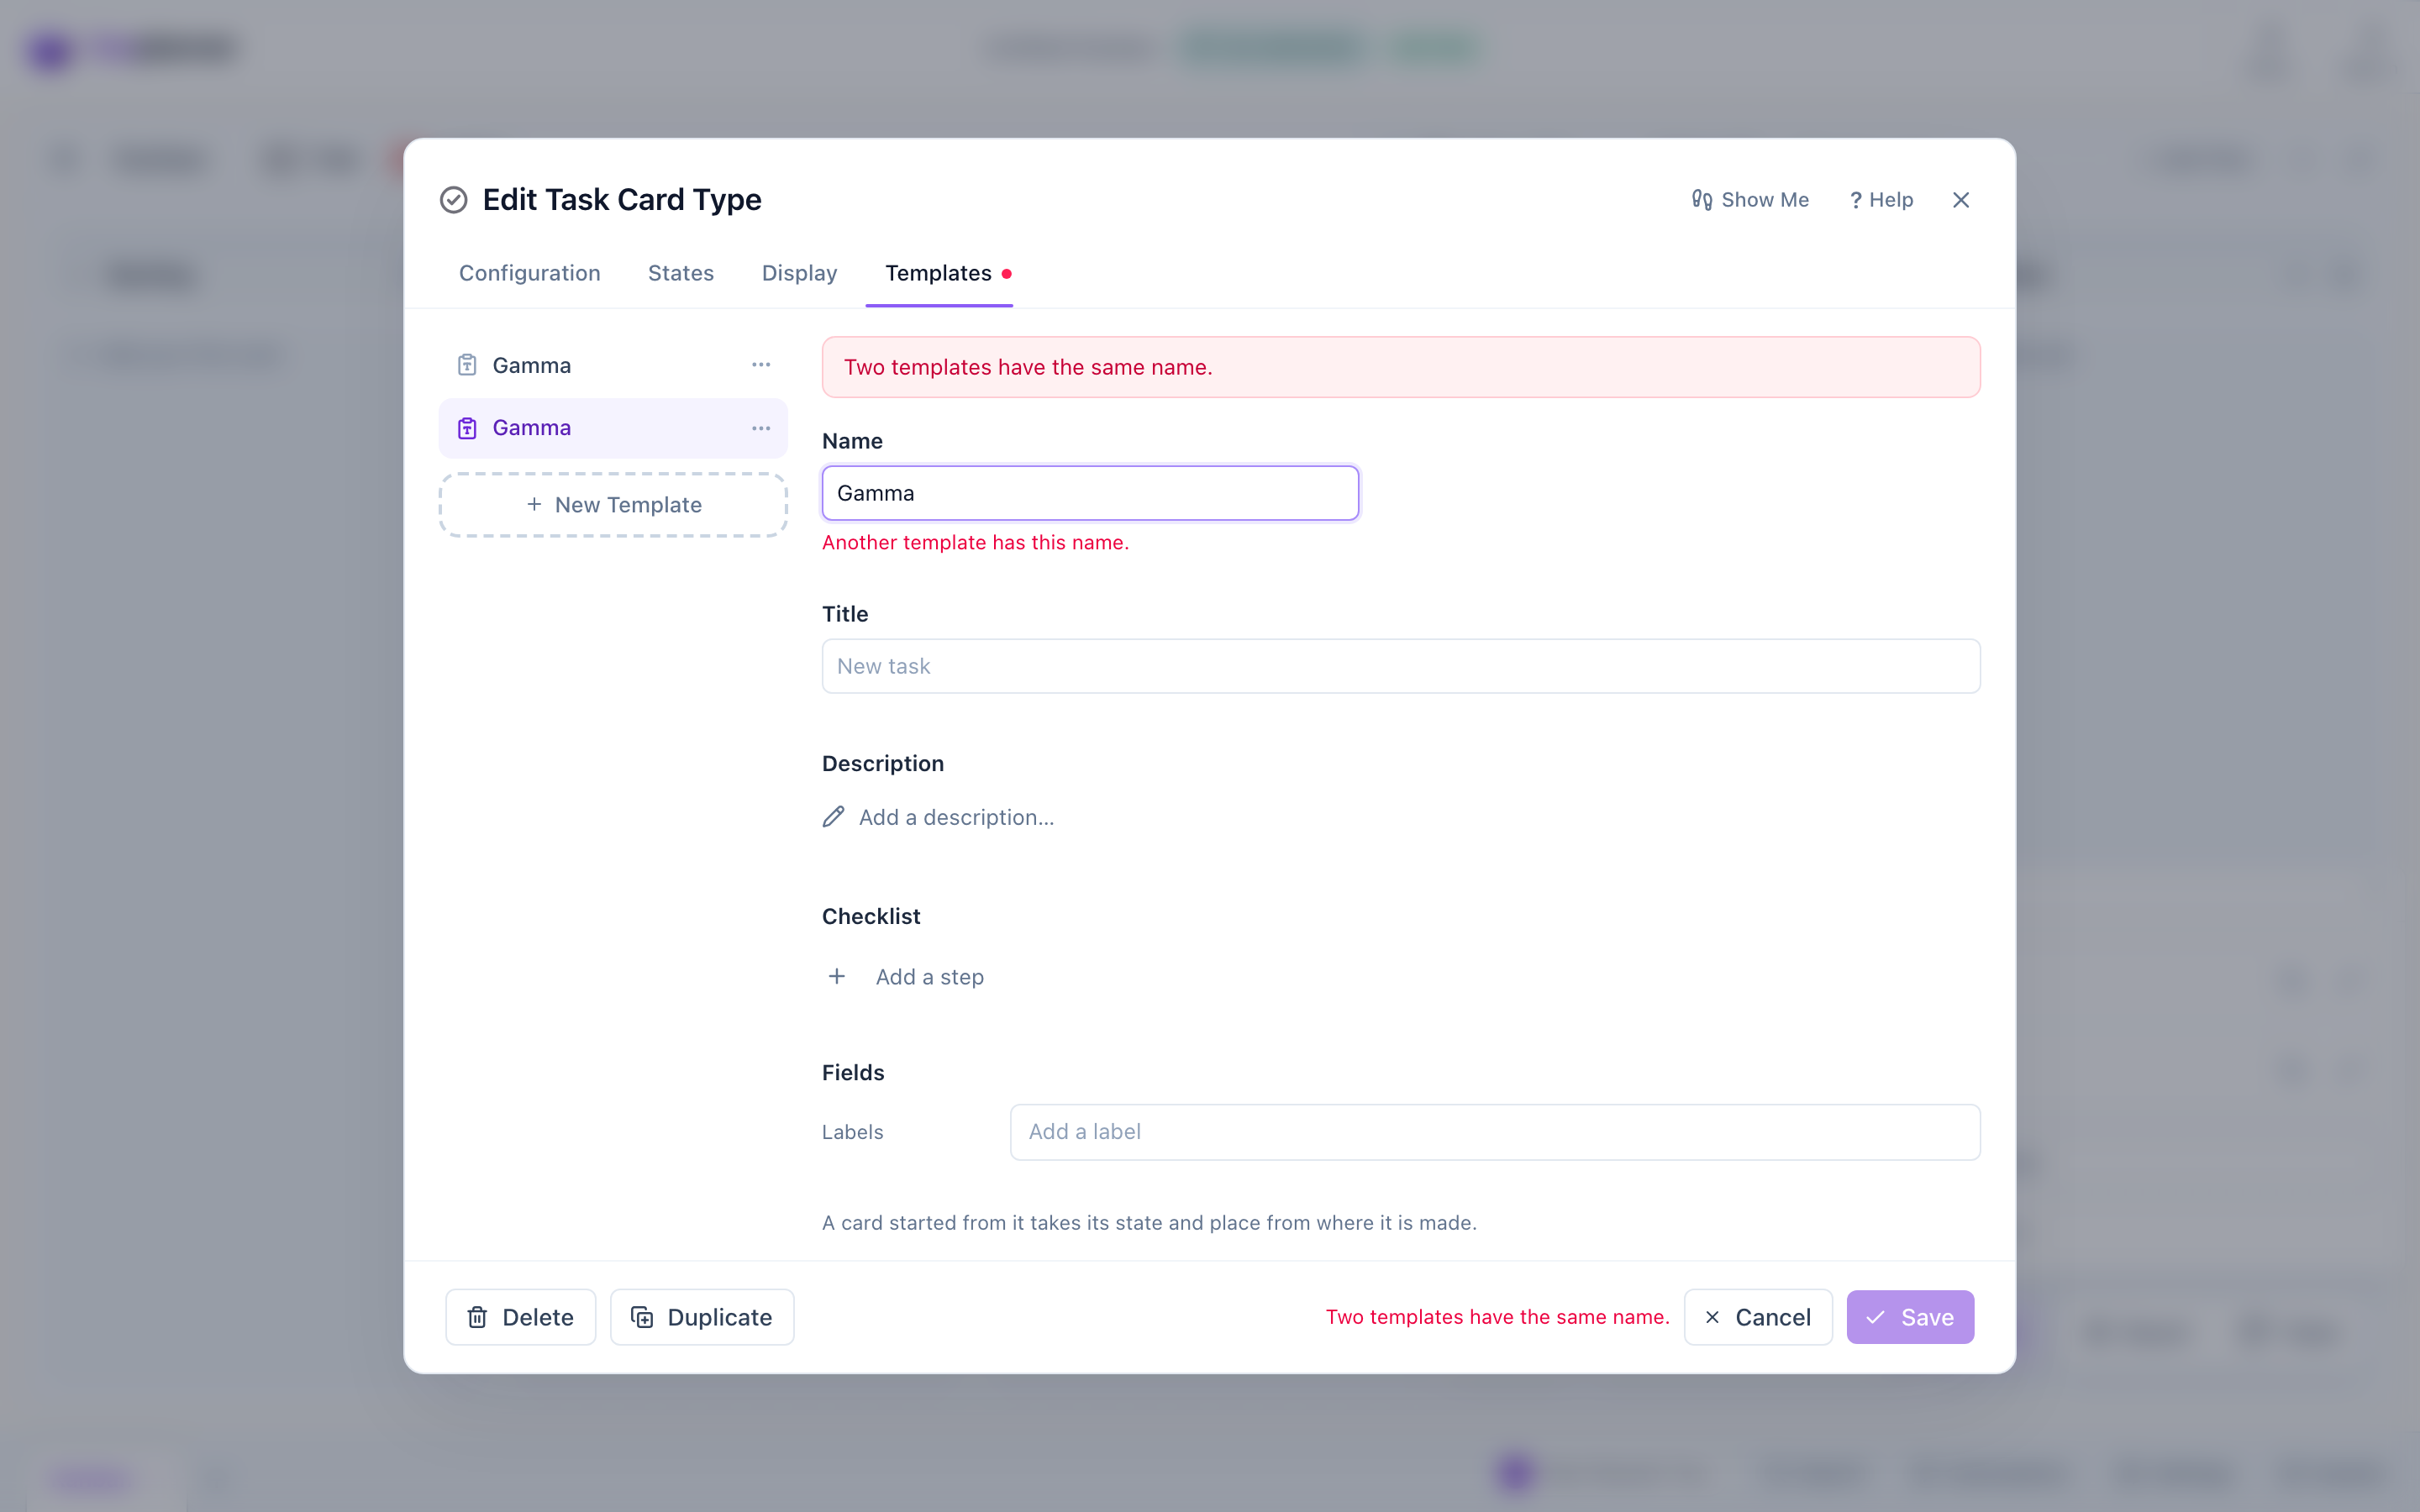 Edit Task Card Type
Show Me
? Help
Configuration
States
Display
Templates
Gamma
Gamma
+ New Template
Two templates have the same name.
Name
Gamma
Another template has this name.
Title
New task
Description
Add a description...
Checklist
+ Add a step
Fields
Labels
Add a label
A card started from it takes its state and place from where it is made.
Delete
Duplicate
Two templates have the same name.
Cancel
Save